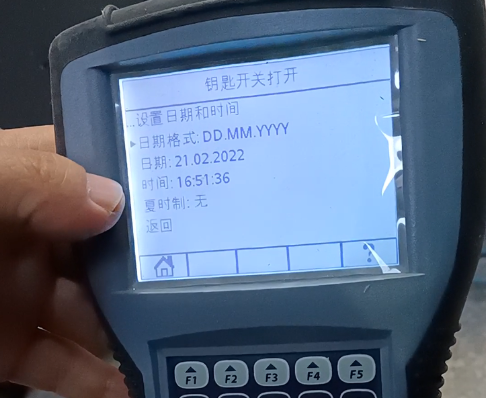 钥匙开关打开
...设置日期和时间
▸日期格式: DD.MM.YYYY
日期: 21.02.2022
时间: 16:51:36
夏时制: 无
返回
?
F1 F2 F3 F4 F5